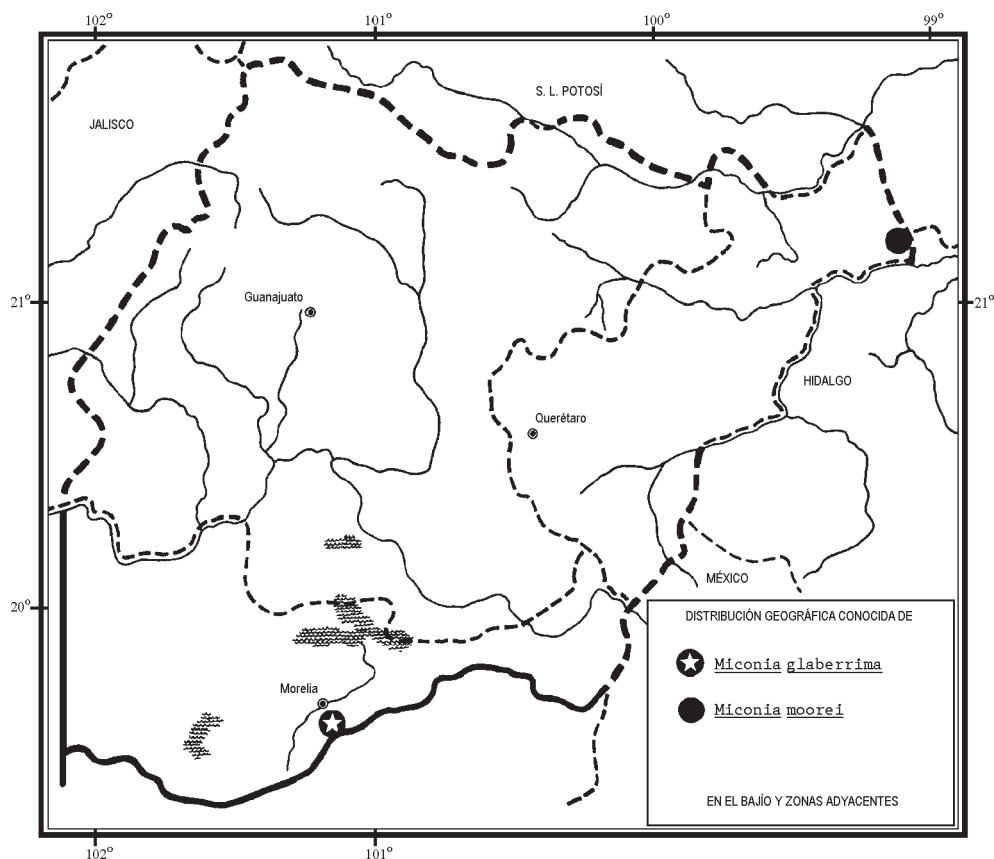 102° 101° 100° 99°
S. L. POTOSÍ
JALISCO
Guanajuato
21° 21°
HIDALGO
Querétaro
MÉXICO
20°
DISTRIBUCIÓN GEOGRÁFICA CONOCIDA DE
Miconia glaberrima
Morelia
Miconia moorei
EN EL BAJÍO Y ZONAS ADYACENTES
102° 101°